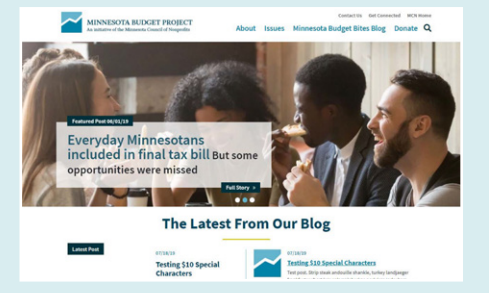 Contact Us Get Connected MCN Home
MINNESOTA BUDGET PROJECT
An initiative of the Minnesota Council of Nonprofits
About Issues Minnesota Budget Bites Blog Donate
Featured Post 08/01/19
Everyday Minnesotans
included in final tax bill But some
opportunities were missed
Full Story >
The Latest From Our Blog
Latest Post
07/18/19
Testing $10 Special
Characters
07/18/19
Testing $10 Special Characters
Test post. Strip steak andouille shankle, turkey landjaeger